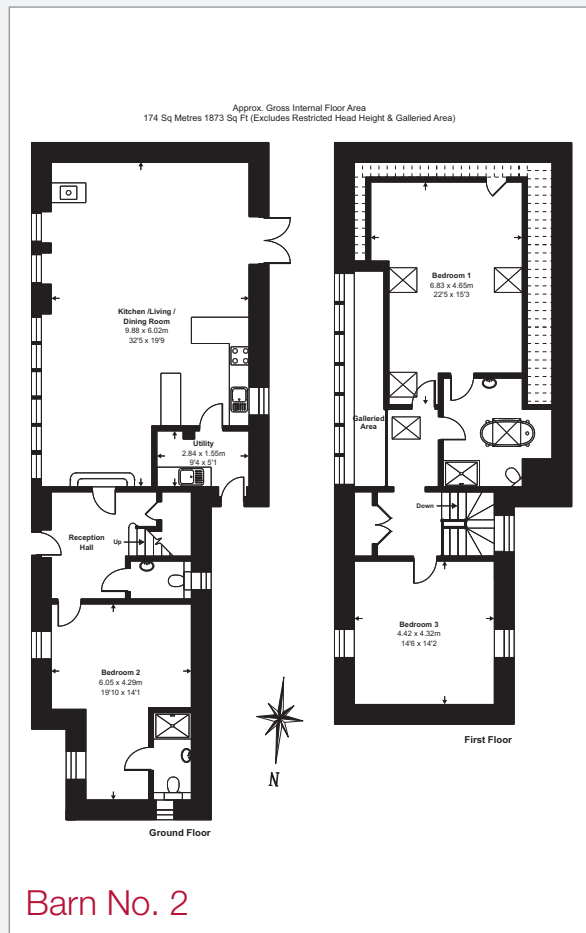 Approx. Gross Internal Floor Area
174 Sq Metres 1873 Sq Ft (Excludes Restricted Head Height & Galleried Area)
Kitchen /Living /
Dining Room
9.88 x 6.02m
32'5 x 19'9
Utility
2.84 x 1.55m
9'4 x 5'1
Reception
Hall
Up
Bedroom 2
6.05 x 4.29m
19'10 x 14'1
Ground Floor
Bedroom 1
6.83 x 4.65m
22'5 x 15'3
Galleried
Area
Down
Bedroom 3
4.42 x 4.32m
14'6 x 14'2
First Floor
N
Barn No. 2